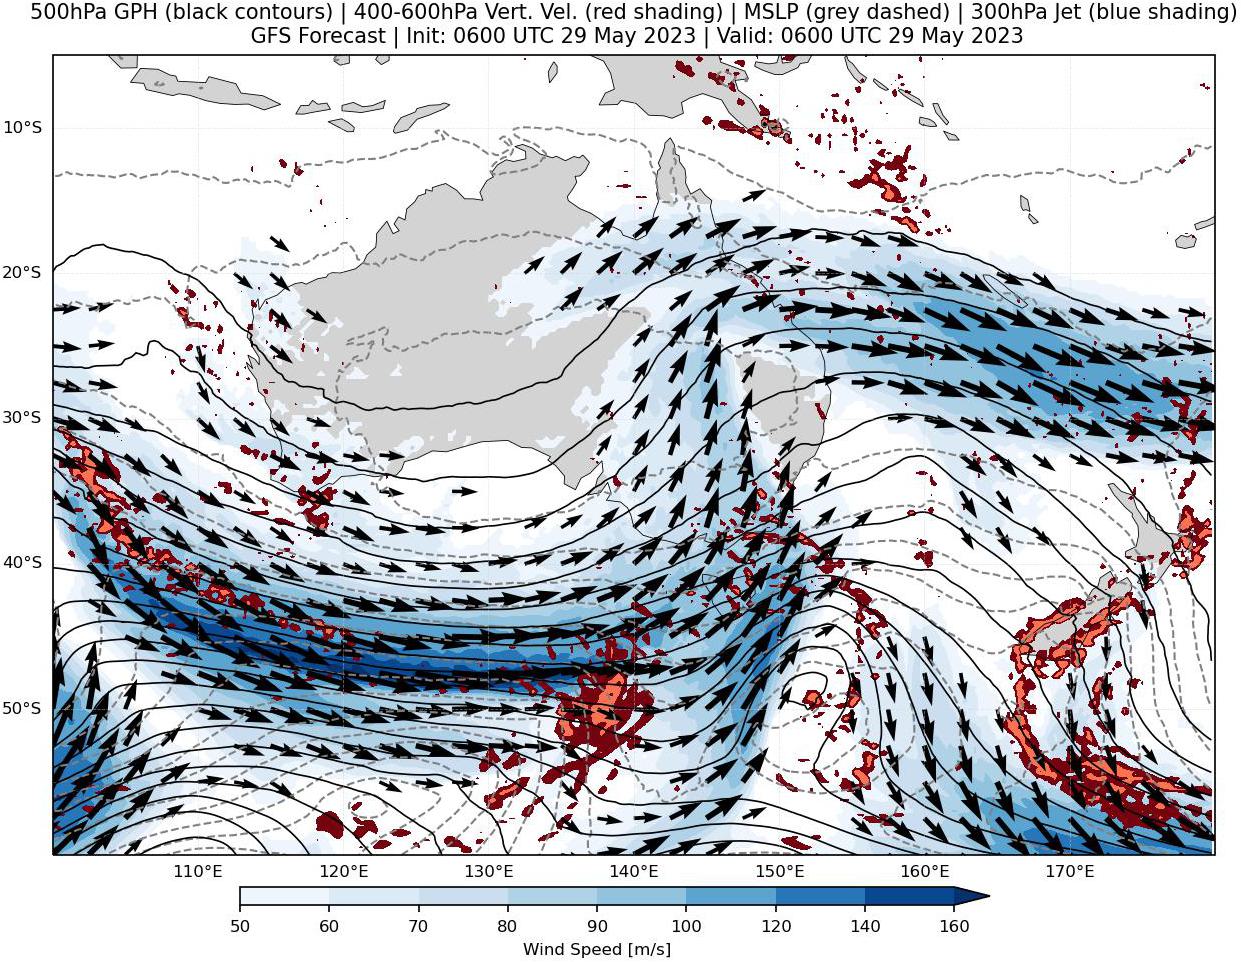 500hPa GPH (black contours) | 400-600hPa Vert. Vel. (red shading) | MSLP (grey dashed) | 300hPa Jet (blue shading)
GFS Forecast | Init: 0600 UTC 29 May 2023 | Valid: 0600 UTC 29 May 2023
10°S
20°S
30°S
40°S
50°S
110°E 120°E 130°E 140°E 150°E 160°E 170°E
50 60 70 80 90 100 120 140 160
Wind Speed [m/s]